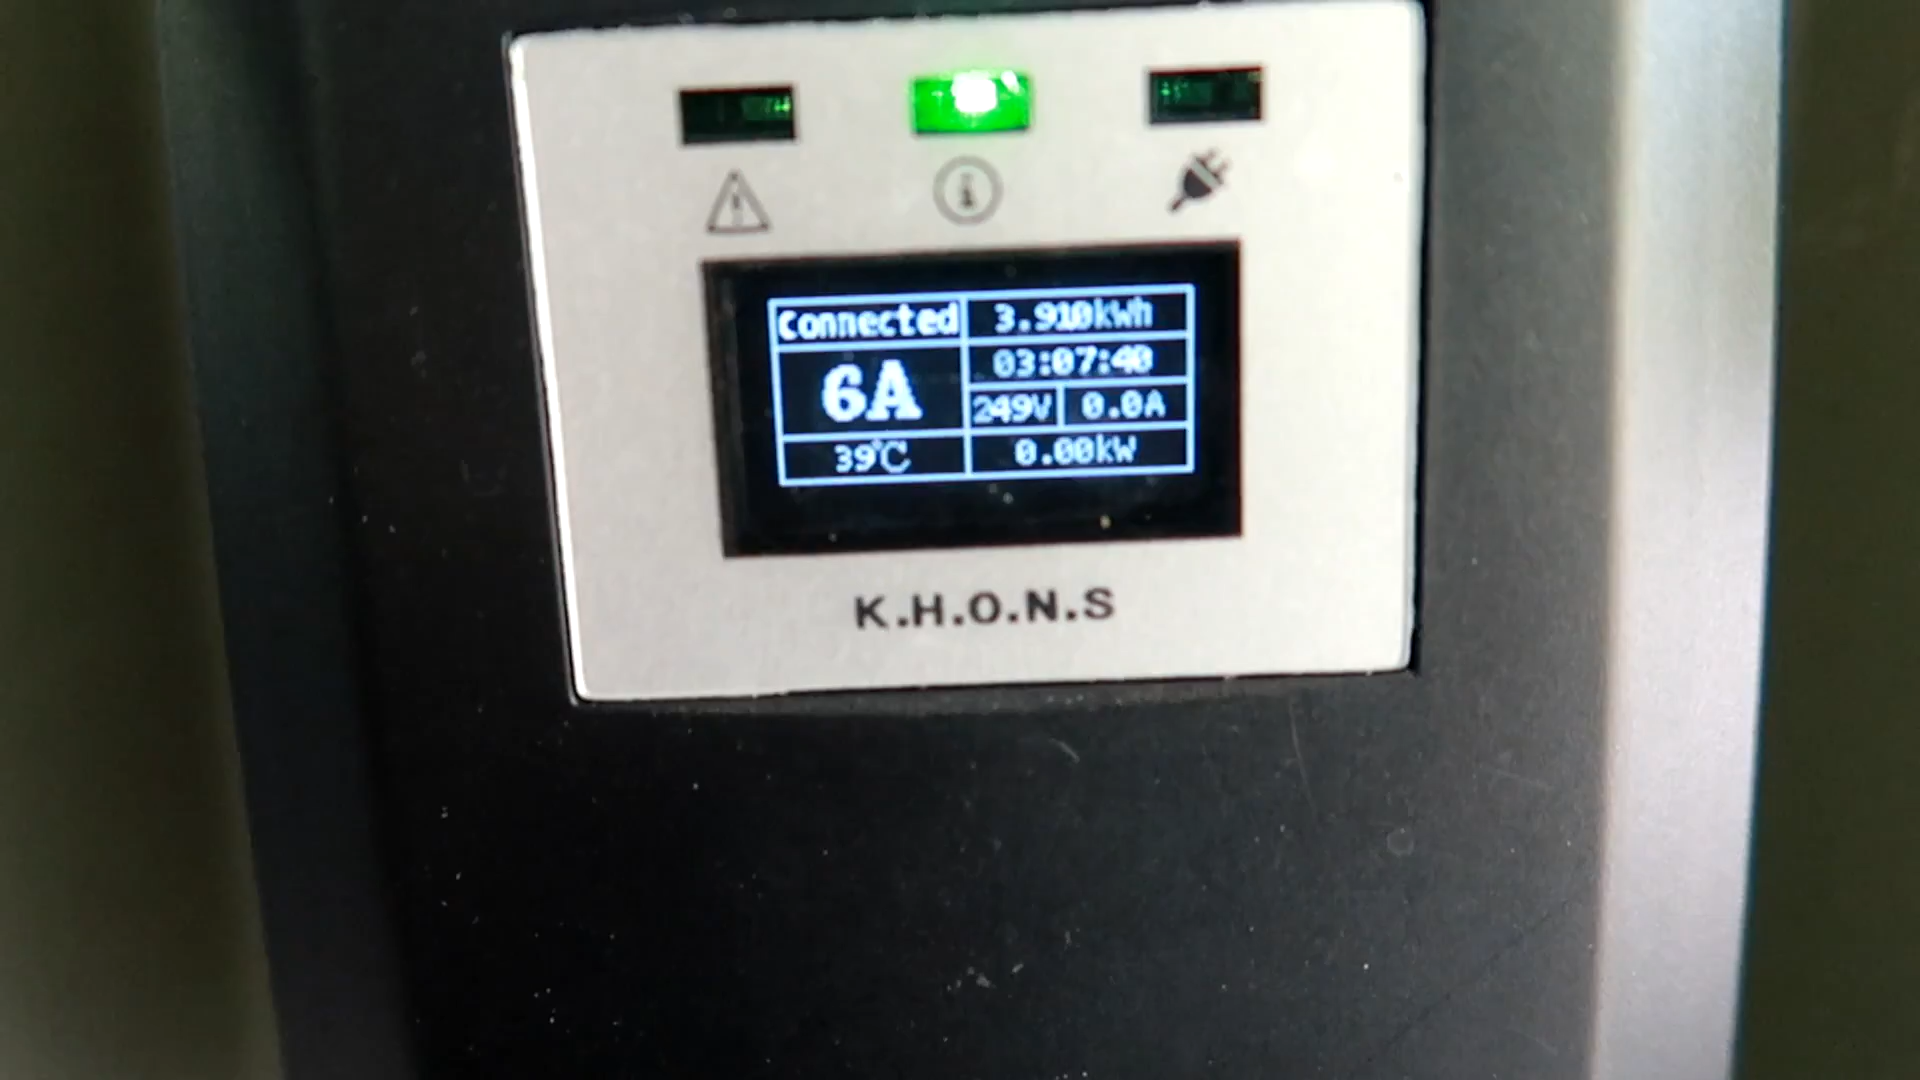 Connected 3.910kWh
6A 03:07:40
249V 0.0A
39℃ 0.00kW
K.H.O.N.S